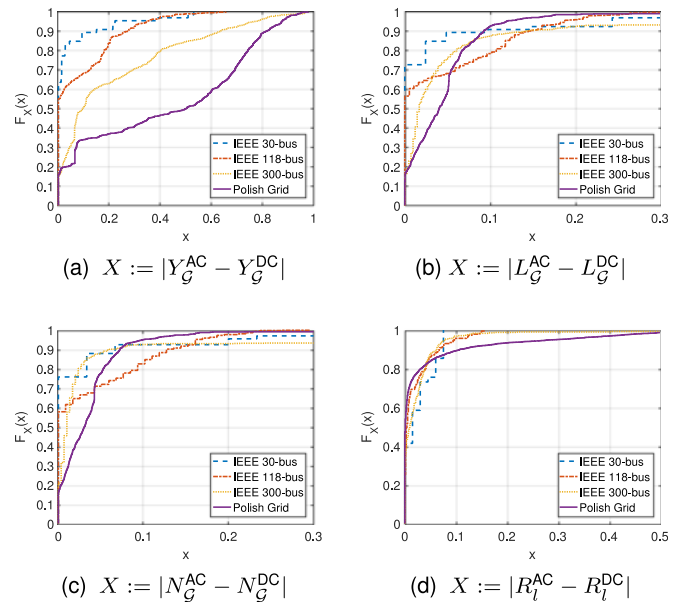 1
0.9
0.8
0.7
0.6
0.5
0.4
0.3
0.2
0.1
0
F_X(x)
0 0.2 0.4 0.6 0.8 1
x
IEEE 30-bus
IEEE 118-bus
IEEE 300-bus
Polish Grid
(a) X := |Y_𝒢^AC − Y_𝒢^DC|
1
0.9
0.8
0.7
0.6
0.5
0.4
0.3
0.2
0.1
0
F_X(x)
0 0.1 0.2 0.3
x
IEEE 30-bus
IEEE 118-bus
IEEE 300-bus
Polish Grid
(b) X := |L_𝒢^AC − L_𝒢^DC|
1
0.9
0.8
0.7
0.6
0.5
0.4
0.3
0.2
0.1
0
F_X(x)
0 0.1 0.2 0.3
x
IEEE 30-bus
IEEE 118-bus
IEEE 300-bus
Polish Grid
(c) X := |N_𝒢^AC − N_𝒢^DC|
1
0.8
0.6
0.4
0.2
0
F_X(x)
0 0.1 0.2 0.3 0.4 0.5
x
IEEE 30-bus
IEEE 118-bus
IEEE 300-bus
Polish Grid
(d) X := |R_l^AC − R_l^DC|